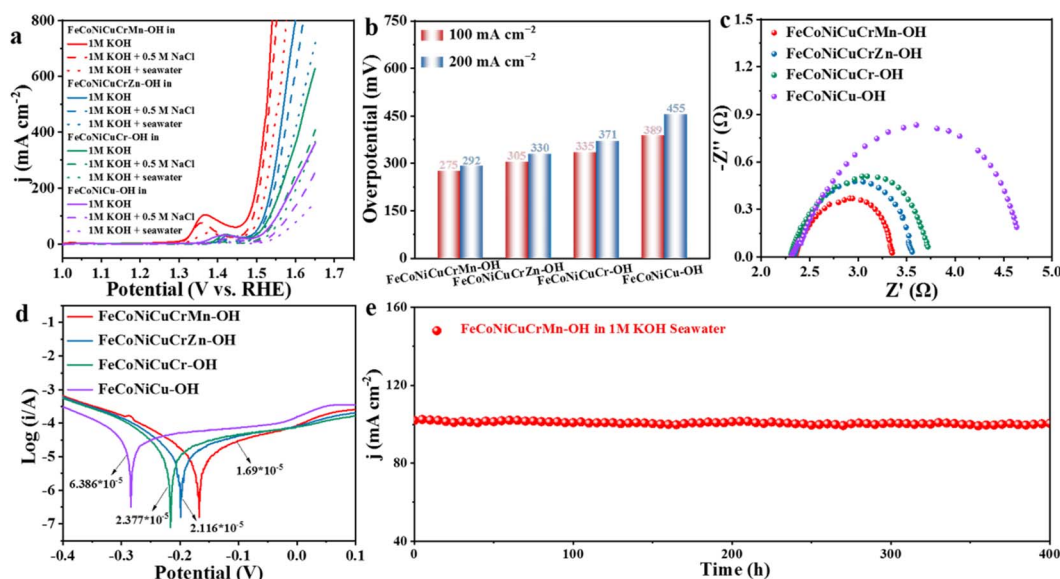 a
800
600
400
200
0
j (mA cm⁻²)
FeCoNiCuCrMn-OH in
1M KOH
1M KOH + 0.5 M NaCl
1M KOH + seawater
FeCoNiCuCrZn-OH in
1M KOH
1M KOH + 0.5 M NaCl
1M KOH + seawater
FeCoNiCuCr-OH in
1M KOH
1M KOH + 0.5 M NaCl
1M KOH + seawater
FeCoNiCu-OH in
1M KOH
1M KOH + 0.5 M NaCl
1M KOH + seawater
1.0 1.1 1.2 1.3 1.4 1.5 1.6 1.7
Potential (V vs. RHE)
b
750
600
450
300
150
0
Overpotential (mV)
100 mA cm⁻²
200 mA cm⁻²
275 292 305 330 335 371 389 455
FeCoNiCuCrMn-OH
FeCoNiCuCrZn-OH
FeCoNiCuCr-OH
FeCoNiCu-OH
c
1.5
1.2
0.9
0.6
0.3
0.0
-Z'' (Ω)
FeCoNiCuCrMn-OH
FeCoNiCuCrZn-OH
FeCoNiCuCr-OH
FeCoNiCu-OH
2.0 2.5 3.0 3.5 4.0 4.5 5.0
Z' (Ω)
d
-1
-2
-3
-4
-5
-6
-7
Log (i/A)
FeCoNiCuCrMn-OH
FeCoNiCuCrZn-OH
FeCoNiCuCr-OH
FeCoNiCu-OH
6.386*10⁻⁵
2.377*10⁻⁵
2.116*10⁻⁵
1.69*10⁻⁵
-0.4 -0.3 -0.2 -0.1 0.0 0.1
Potential (V)
e
160
120
80
40
j (mA cm⁻²)
FeCoNiCuCrMn-OH in 1M KOH Seawater
0 100 200 300 400
Time (h)